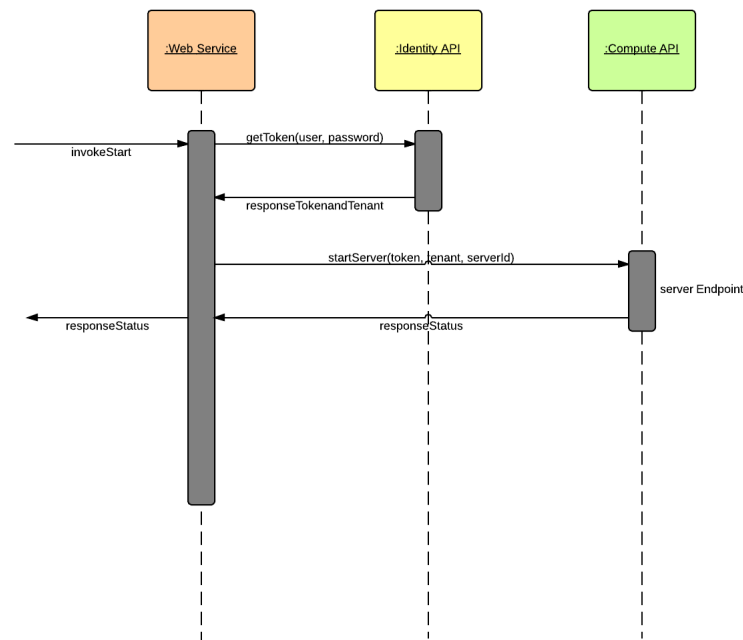 :Web Service
:Identity API
:Compute API
getToken(user, password)
invokeStart
responseTokenandTenant
startServer(token, tenant, serverId)
server Endpoint
responseStatus
responseStatus